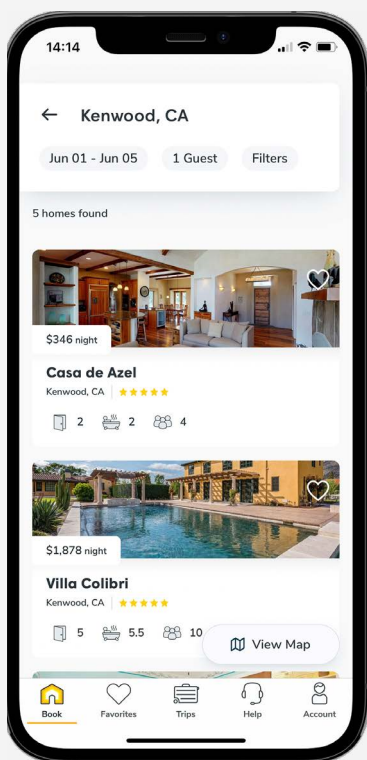 14:14
Kenwood, CA
Jun 01 - Jun 05
1 Guest
Filters
5 homes found
$346 night
Casa de Azel
Kenwood, CA
2 2 4
$1,878 night
Villa Colibri
Kenwood, CA
5 5.5 10
View Map
Book Favorites Trips Help Account